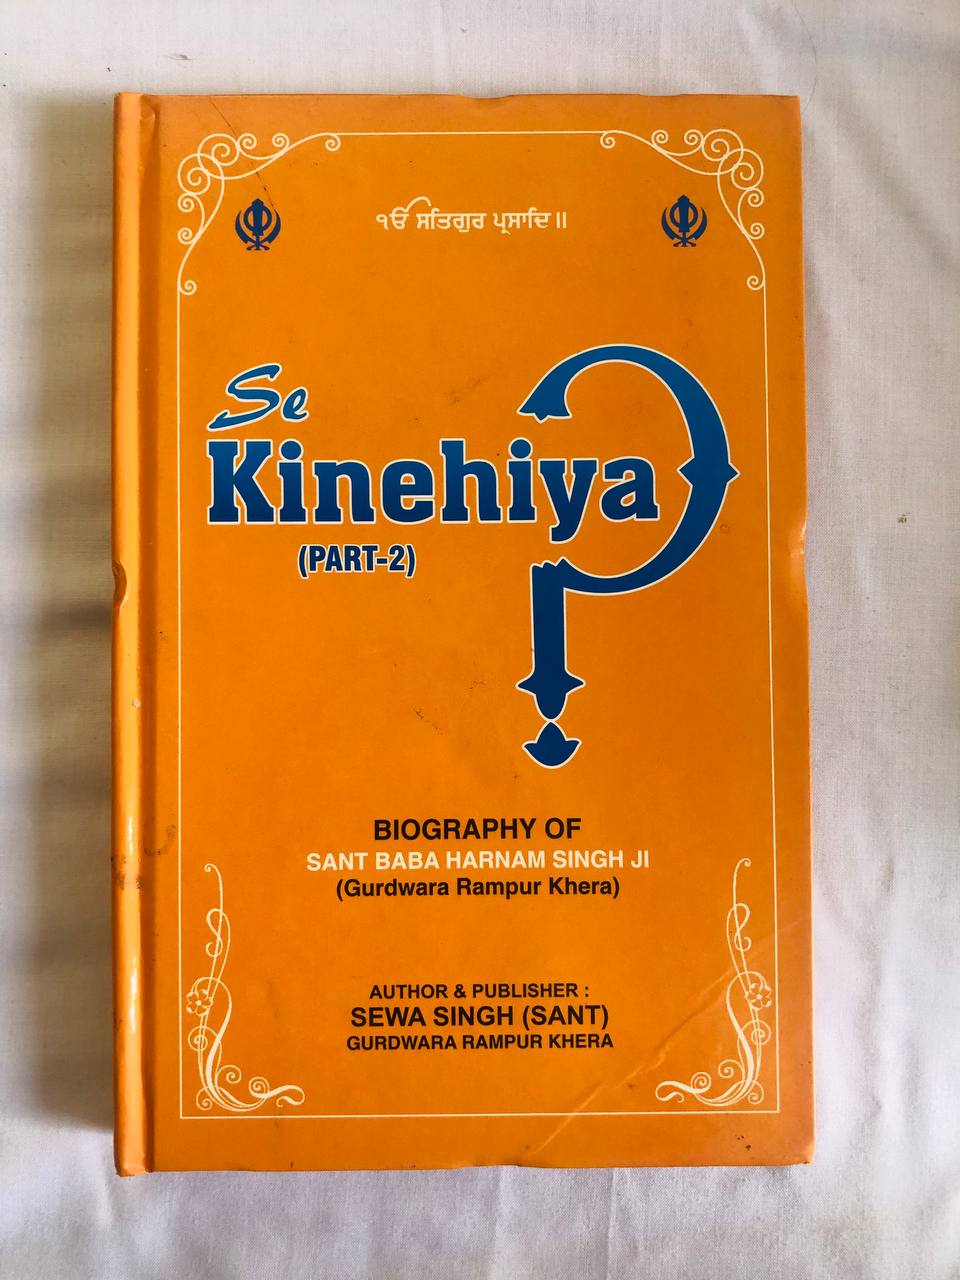 ੴ ਸਤਿਗੁਰ ਪ੍ਰਸਾਦਿ॥
Se
Kinehiya?
(PART-2)
BIOGRAPHY OF
SANT BABA HARNAM SINGH JI
(Gurdwara Rampur Khera)
AUTHOR & PUBLISHER :
SEWA SINGH (SANT)
GURDWARA RAMPUR KHERA